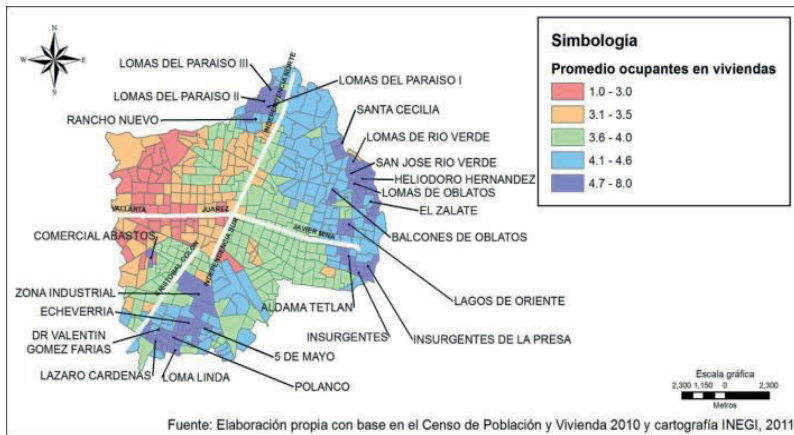 N
W
E
S
LOMAS DEL PARAISO III
LOMAS DEL PARAISO II
RANCHO NUEVO
LOMAS DEL PARAISO I
SANTA CECILIA
LOMAS DE RIO VERDE
SAN JOSE RIO VERDE
HELIODORO HERNANDEZ
LOMAS DE OBLATOS
EL ZALATE
BALCONES DE OBLATOS
LAGOS DE ORIENTE
INSURGENTES DE LA PRESA
INSURGENTES
ALDAMA TETLAN
COMERCIAL ABASTOS
ZONA INDUSTRIAL
ECHEVERRIA
DR VALENTIN
GOMEZ FARIAS
LAZARO CARDENAS
LOMA LINDA
POLANCO
5 DE MAYO
INDEPENDENCIA NORTE
VALLARTA
JUAREZ
JAVIER MINA
CRISTOBAL COLÓN
INDEPENDENCIA SUR
Simbología
Promedio ocupantes en viviendas
1.0 - 3.0
3.1 - 3.5
3.6 - 4.0
4.1 - 4.6
4.7 - 8.0
Escala gráfica
2,300 1,150 0 2,300
Metros
Fuente: Elaboración propia con base en el Censo de Población y Vivienda 2010 y cartografía INEGI, 2011